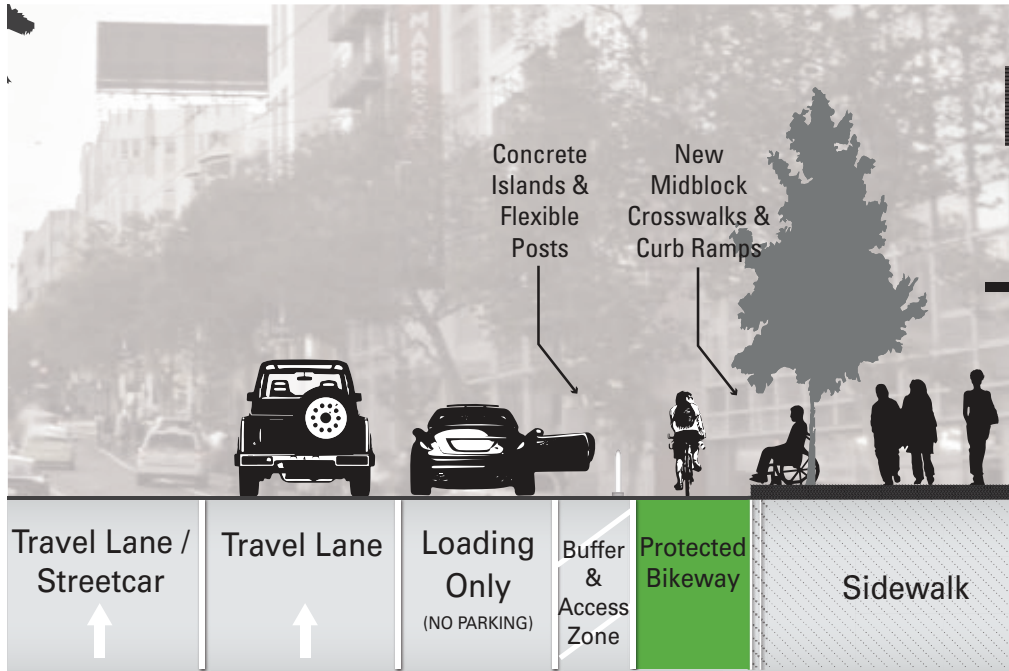 MARKET
Concrete
Islands &
Flexible
Posts
New
Midblock
Crosswalks &
Curb Ramps
Travel Lane /
Streetcar
Travel Lane
Loading
Only
(NO PARKING)
Buffer
&
Access
Zone
Protected
Bikeway
Sidewalk